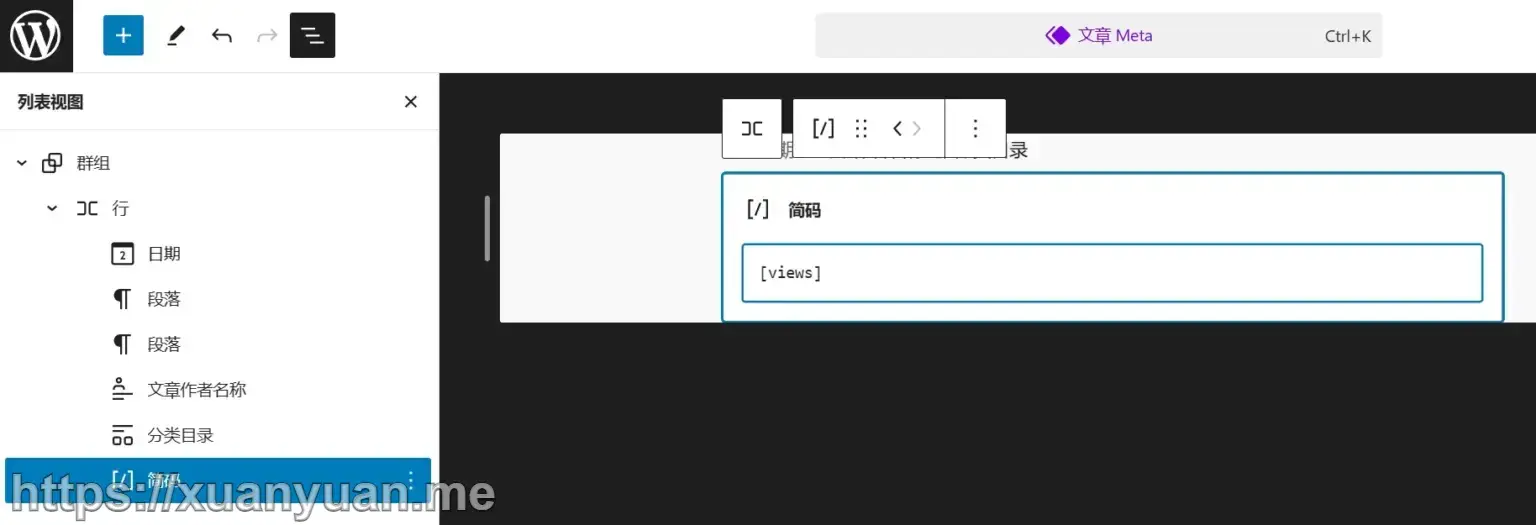 文章 Meta
Ctrl+K
列表视图
群组
行
2
日期
段落
段落
文章作者名称
分类目录
简码
录
[/] 简码
[views]
https://xuanyuan.me